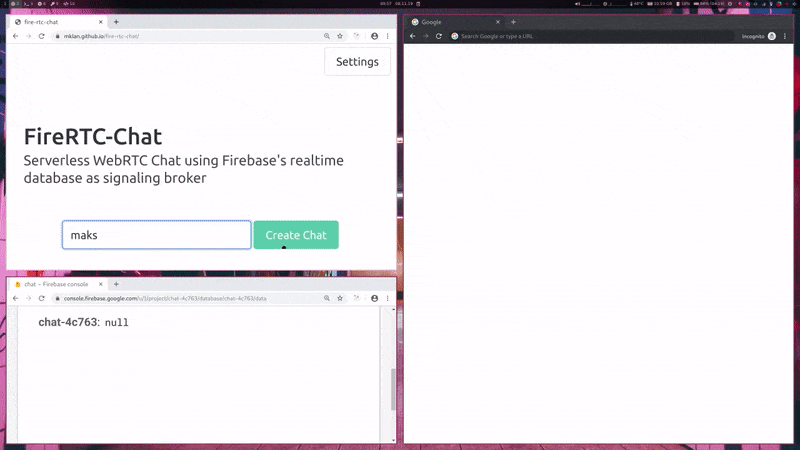 fire-rtc-chat
mklan.github.io/fire-rtc-chat/
Settings
FireRTC-Chat
Serverless WebRTC Chat using Firebase's realtime
database as signaling broker
maks
Create Chat
chat – Firebase console
console.firebase.google.com/u/3/project/chat-4c763/database/chat-4c763/data
chat-4c763: null
Google
Search Google or type a URL
Incognito